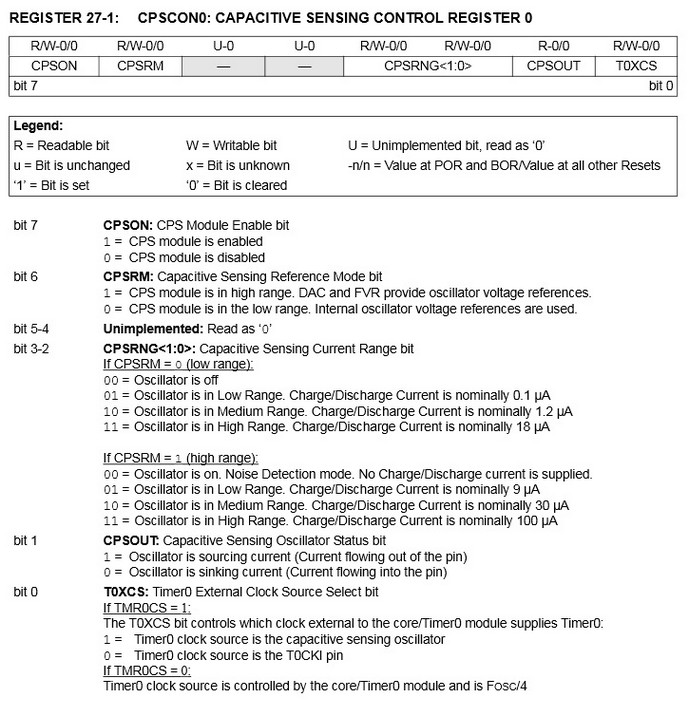 REGISTER 27-1: CPSCON0: CAPACITIVE SENSING CONTROL REGISTER 0
R/W-0/0 R/W-0/0 U-0 U-0 R/W-0/0 R/W-0/0 R-0/0 R/W-0/0
CPSON CPSRM — — CPSRNG<1:0> CPSOUT T0XCS
bit 7 bit 0
Legend:
R = Readable bit W = Writable bit U = Unimplemented bit, read as ‘0’
u = Bit is unchanged x = Bit is unknown -n/n = Value at POR and BOR/Value at all other Resets
‘1’ = Bit is set ‘0’ = Bit is cleared
bit 7 CPSON: CPS Module Enable bit
1 = CPS module is enabled
0 = CPS module is disabled
bit 6 CPSRM: Capacitive Sensing Reference Mode bit
1 = CPS module is in high range. DAC and FVR provide oscillator voltage references.
0 = CPS module is in the low range. Internal oscillator voltage references are used.
bit 5-4 Unimplemented: Read as ‘0’
bit 3-2 CPSRNG<1:0>: Capacitive Sensing Current Range bit
If CPSRM = 0 (low range):
00 = Oscillator is off
01 = Oscillator is in Low Range. Charge/Discharge Current is nominally 0.1 µA
10 = Oscillator is in Medium Range. Charge/Discharge Current is nominally 1.2 µA
11 = Oscillator is in High Range. Charge/Discharge Current is nominally 18 µA
If CPSRM = 1 (high range):
00 = Oscillator is on. Noise Detection mode. No Charge/Discharge current is supplied.
01 = Oscillator is in Low Range. Charge/Discharge Current is nominally 9 µA
10 = Oscillator is in Medium Range. Charge/Discharge Current is nominally 30 µA
11 = Oscillator is in High Range. Charge/Discharge Current is nominally 100 µA
bit 1 CPSOUT: Capacitive Sensing Oscillator Status bit
1 = Oscillator is sourcing current (Current flowing out of the pin)
0 = Oscillator is sinking current (Current flowing into the pin)
bit 0 T0XCS: Timer0 External Clock Source Select bit
If TMR0CS = 1:
The T0XCS bit controls which clock external to the core/Timer0 module supplies Timer0:
1 = Timer0 clock source is the capacitive sensing oscillator
0 = Timer0 clock source is the T0CKI pin
If TMR0CS = 0:
Timer0 clock source is controlled by the core/Timer0 module and is FOSC/4